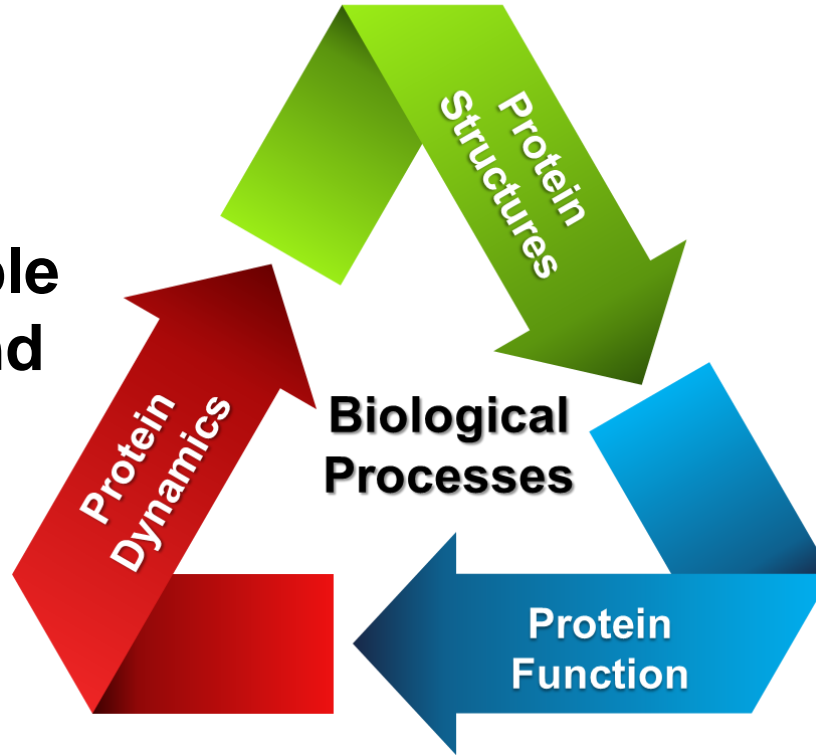 Protein
Structures
Protein
Dynamics
Biological
Processes
Protein
Function